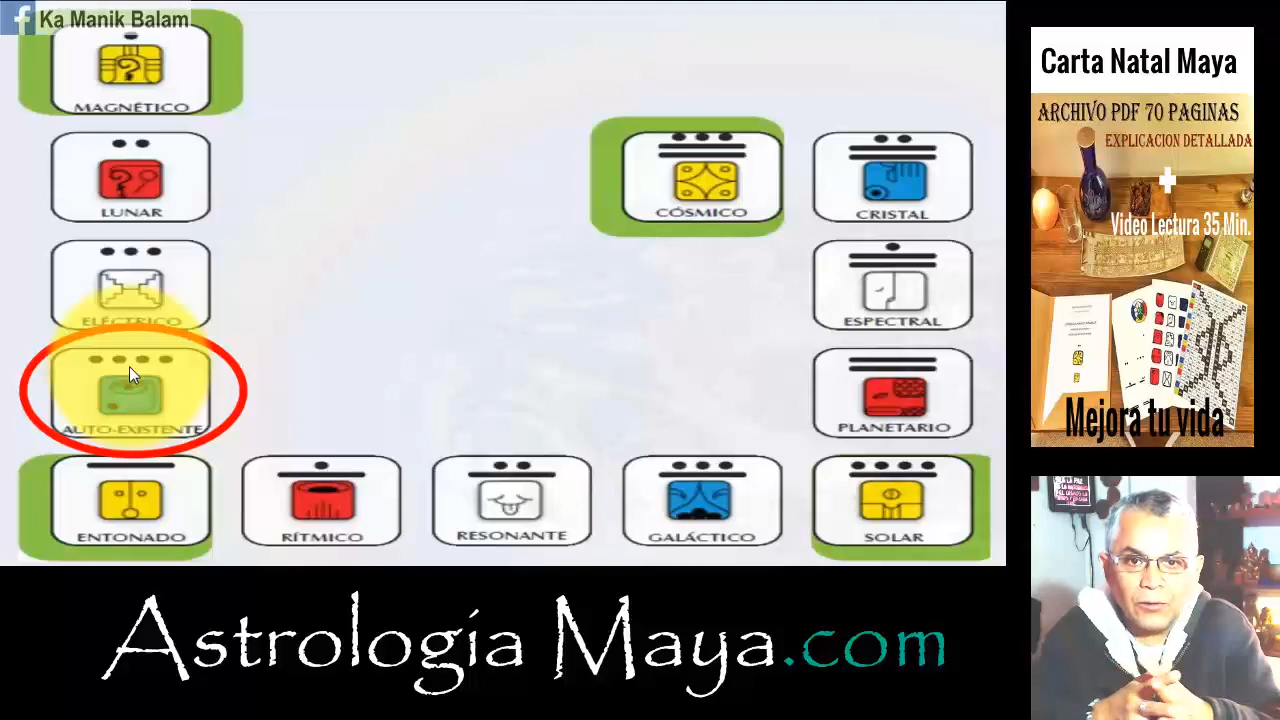 Ka Manik Balam
MAGNÉTICO
LUNAR
CÓSMICO
CRISTAL
ELÉCTRICO
ESPECTRAL
AUTO-EXISTENTE
PLANETARIO
ENTONADO
RÍTMICO
RESONANTE
GALÁCTICO
SOLAR
Astrología Maya.com
Carta Natal Maya
ARCHIVO PDF 70 PAGINAS
EXPLICACION DETALLADA
+
Video Lectura 35 Min.
Mejora tu vida